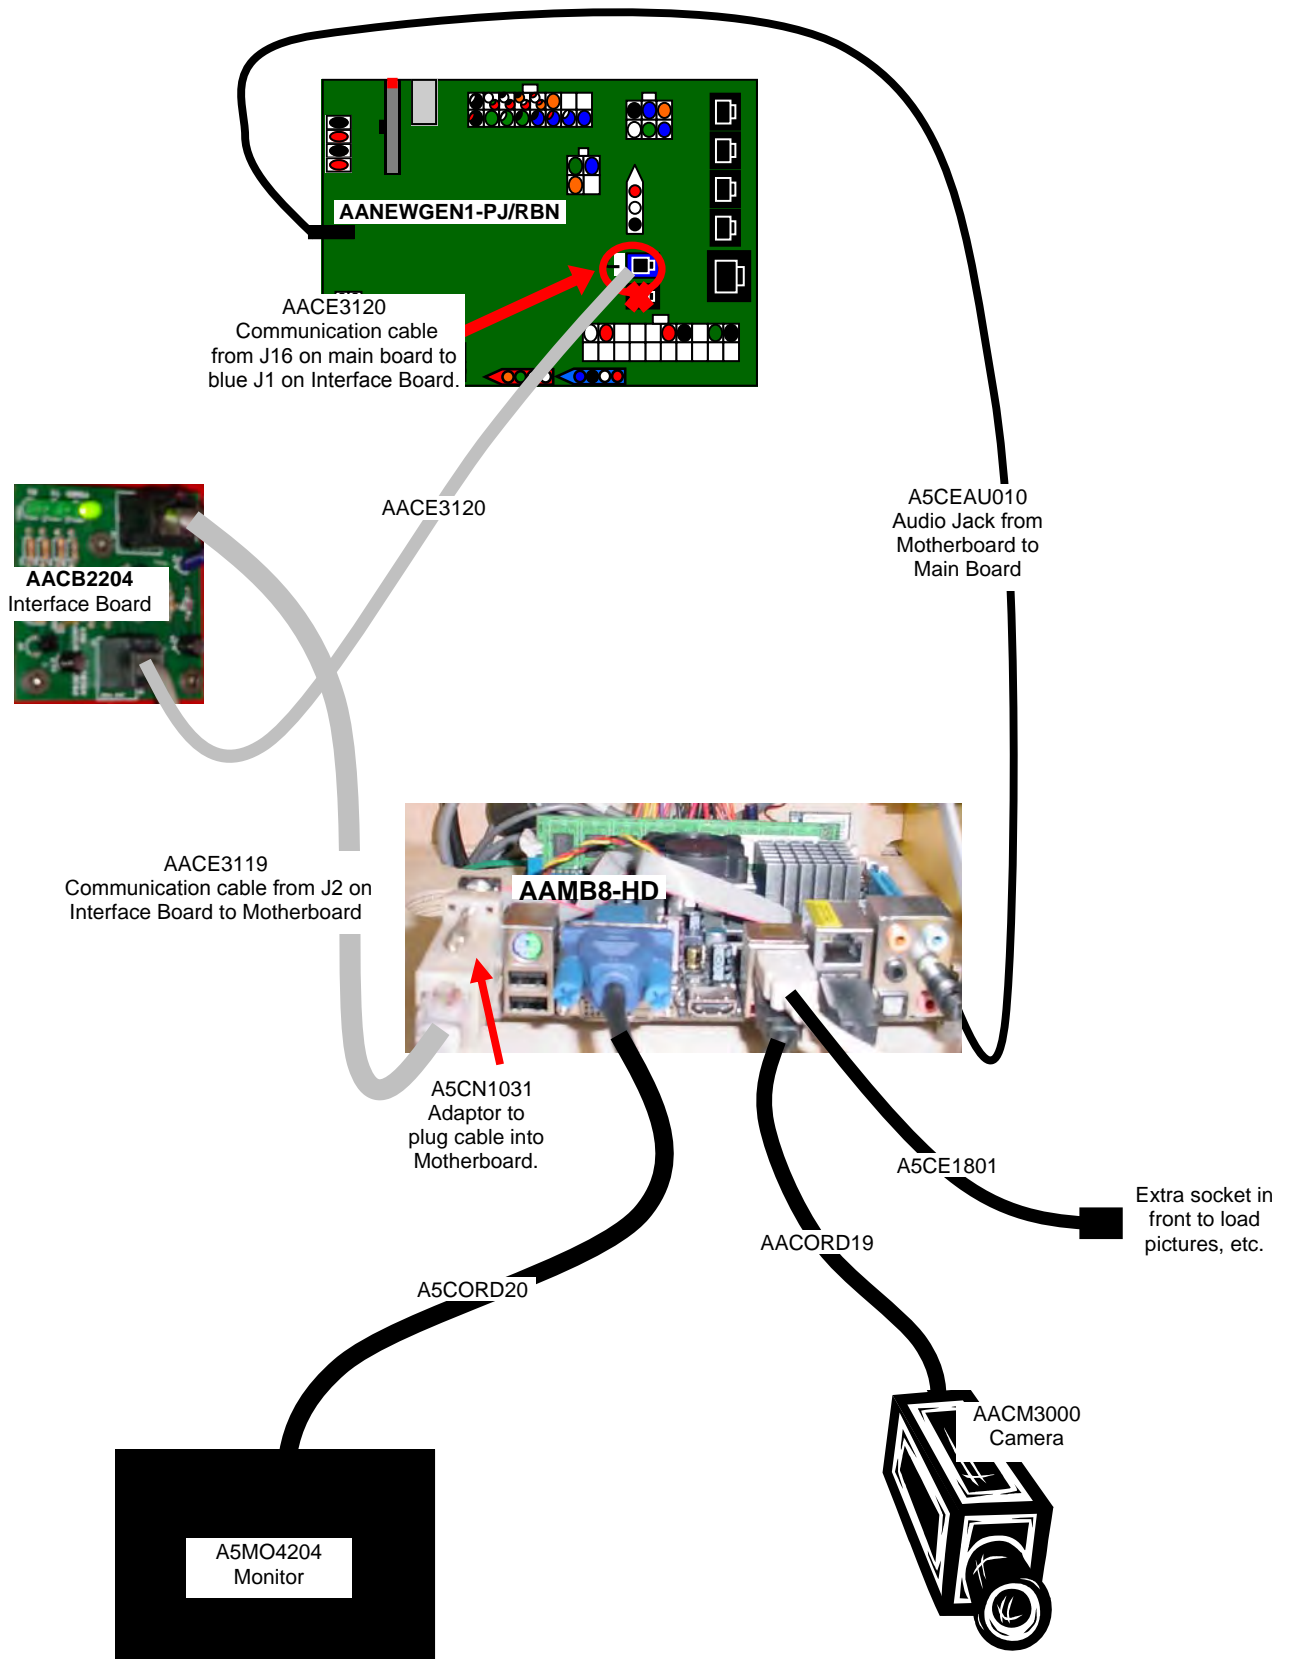 AANEWGEN1-PJ/RBN
AACE3120
Communication cable
from J16 on main board to
blue J1 on Interface Board.
AACE3120
A5CEAU010
Audio Jack from
Motherboard to
Main Board
AACB2204
Interface Board
AACE3119
Communication cable from J2 on
Interface Board to Motherboard
AAMB8-HD
A5CN1031
Adaptor to
plug cable into
Motherboard.
A5CE1801
Extra socket in
front to load
pictures, etc.
AACORD19
A5CORD20
AACM3000
Camera
A5MO4204
Monitor